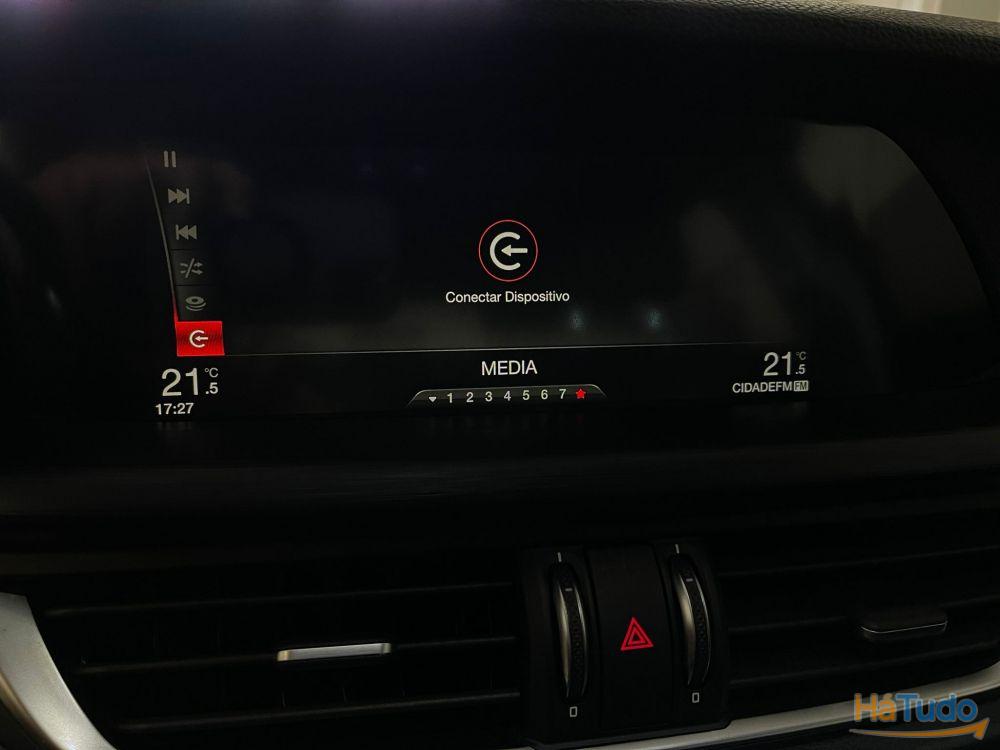 Conectar Dispositivo
21.5 °C
17:27
MEDIA
1 2 3 4 5 6 7
21.5 °C
CIDADEFM FM
HáTudo